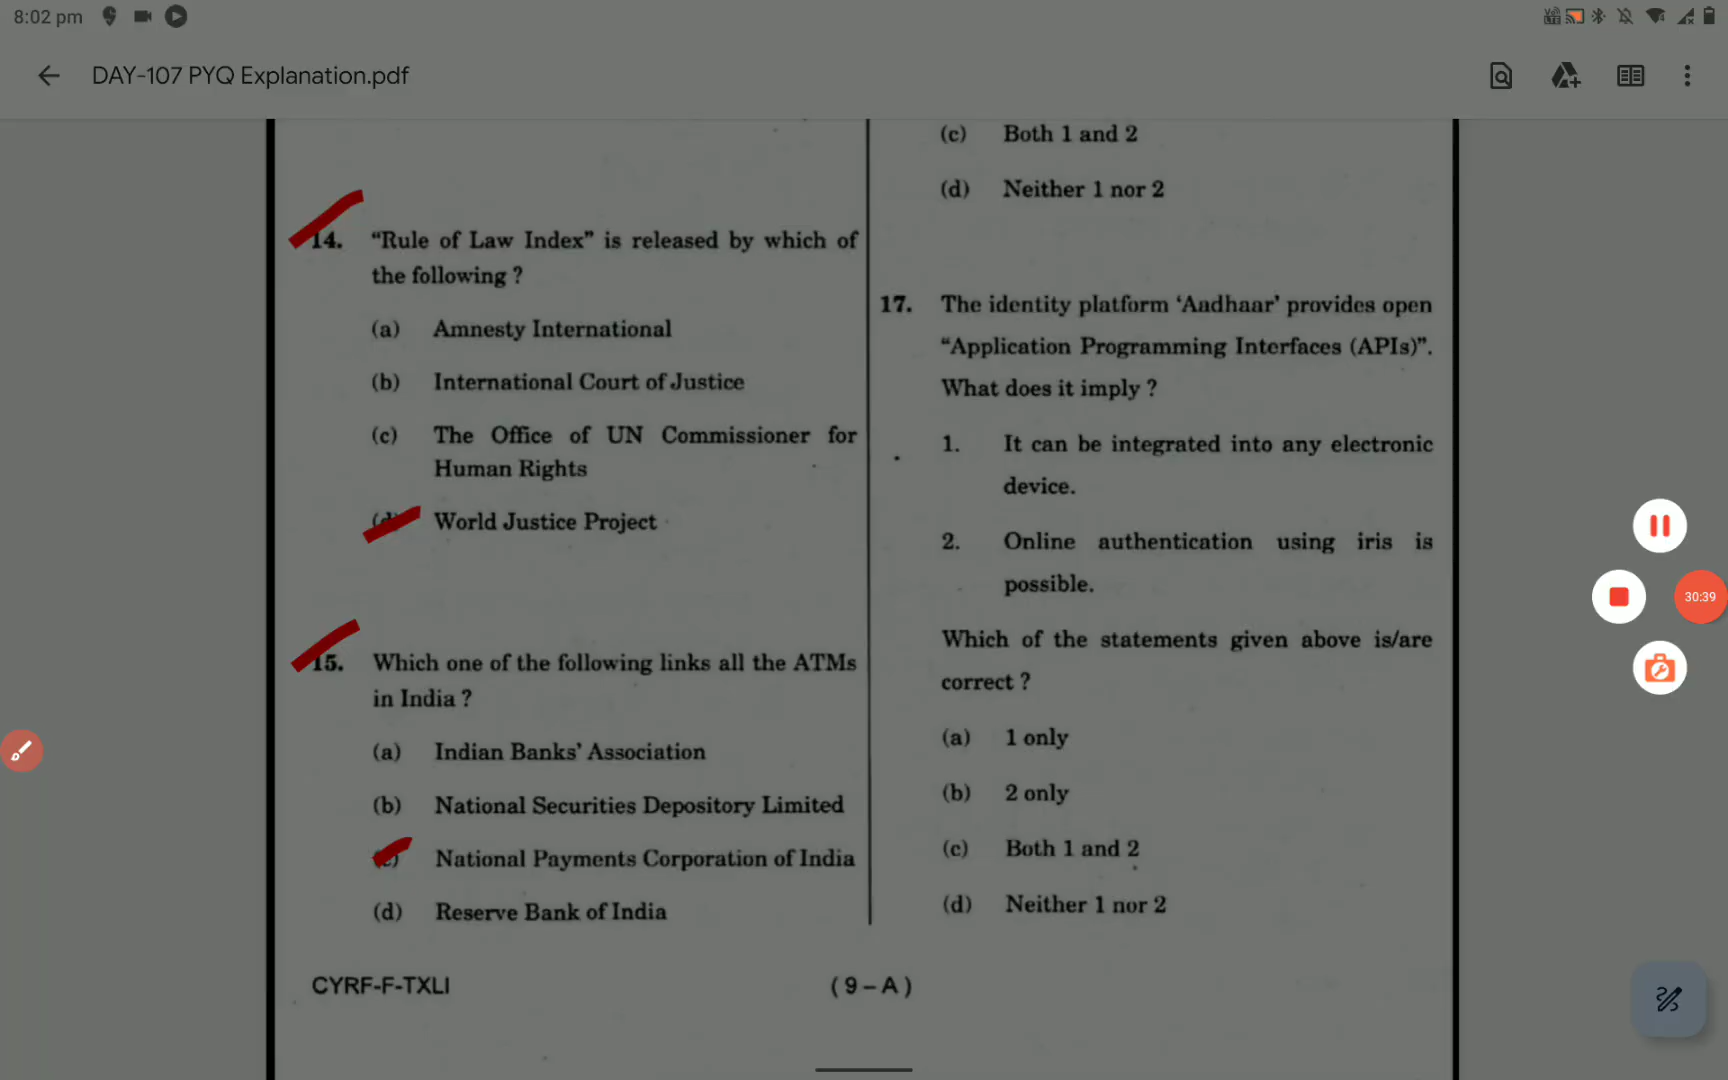 8:02 pm
DAY-107 PYQ Explanation.pdf
14. "Rule of Law Index" is released by which of
the following ?
(a) Amnesty International
(b) International Court of Justice
(c) The Office of UN Commissioner for
Human Rights
(d) World Justice Project
15. Which one of the following links all the ATMs
in India ?
(a) Indian Banks' Association
(b) National Securities Depository Limited
(c) National Payments Corporation of India
(d) Reserve Bank of India
(c) Both 1 and 2
(d) Neither 1 nor 2
17. The identity platform 'Aadhaar' provides open
"Application Programming Interfaces (APIs)".
What does it imply ?
1. It can be integrated into any electronic
device.
2. Online authentication using iris is
possible.
Which of the statements given above is/are
correct ?
(a) 1 only
(b) 2 only
(c) Both 1 and 2
(d) Neither 1 nor 2
CYRF-F-TXLI
( 9 – A )
30:39